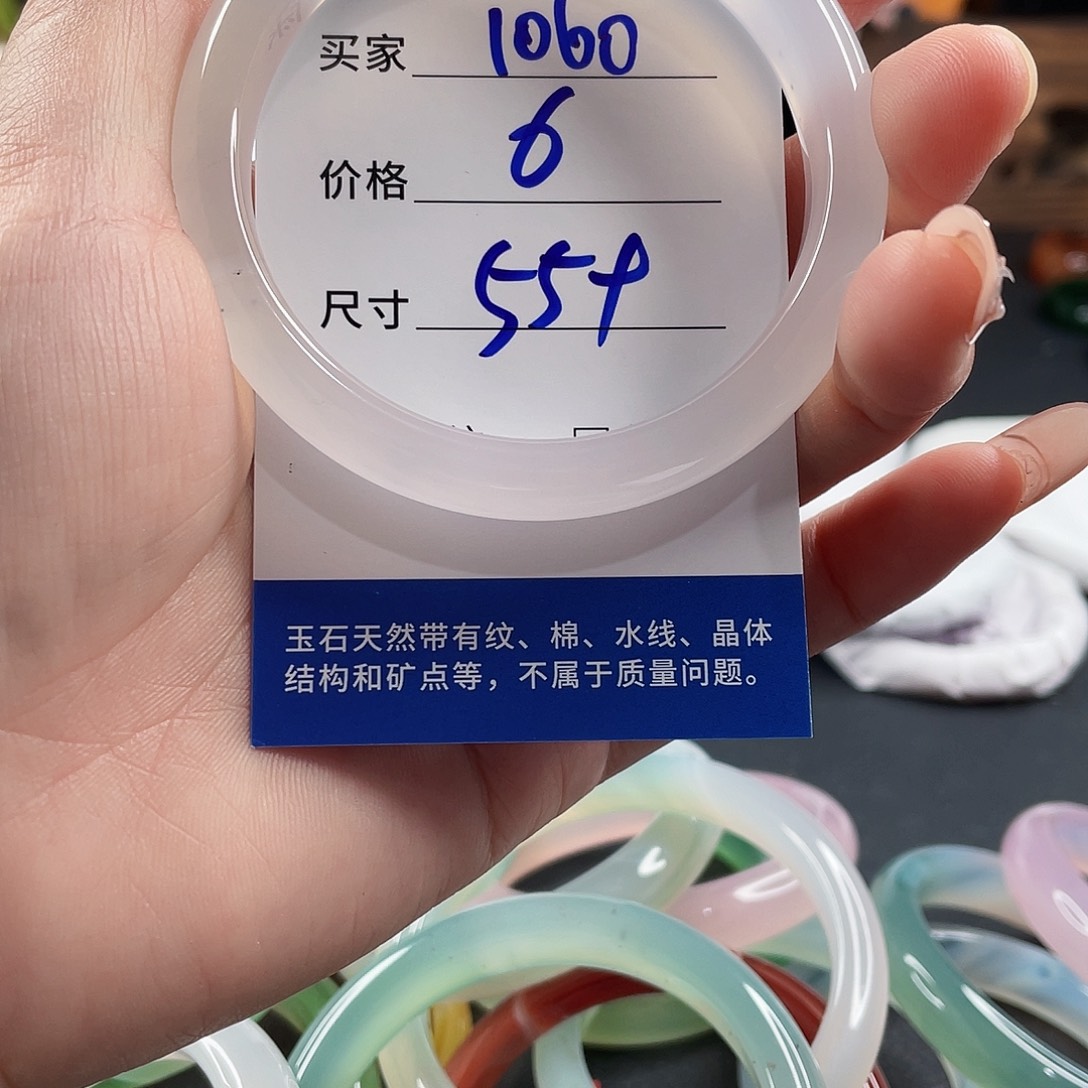 买家 1060
价格 6
尺寸 554
玉石天然带有纹、棉、水线、晶体
结构和矿点等，不属于质量问题。